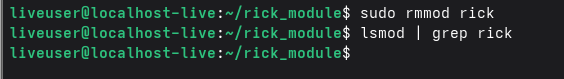 liveuser@localhost-live:~/rick_module$ sudo rmmod rick
liveuser@localhost-live:~/rick_module$ lsmod | grep rick
liveuser@localhost-live:~/rick_module$